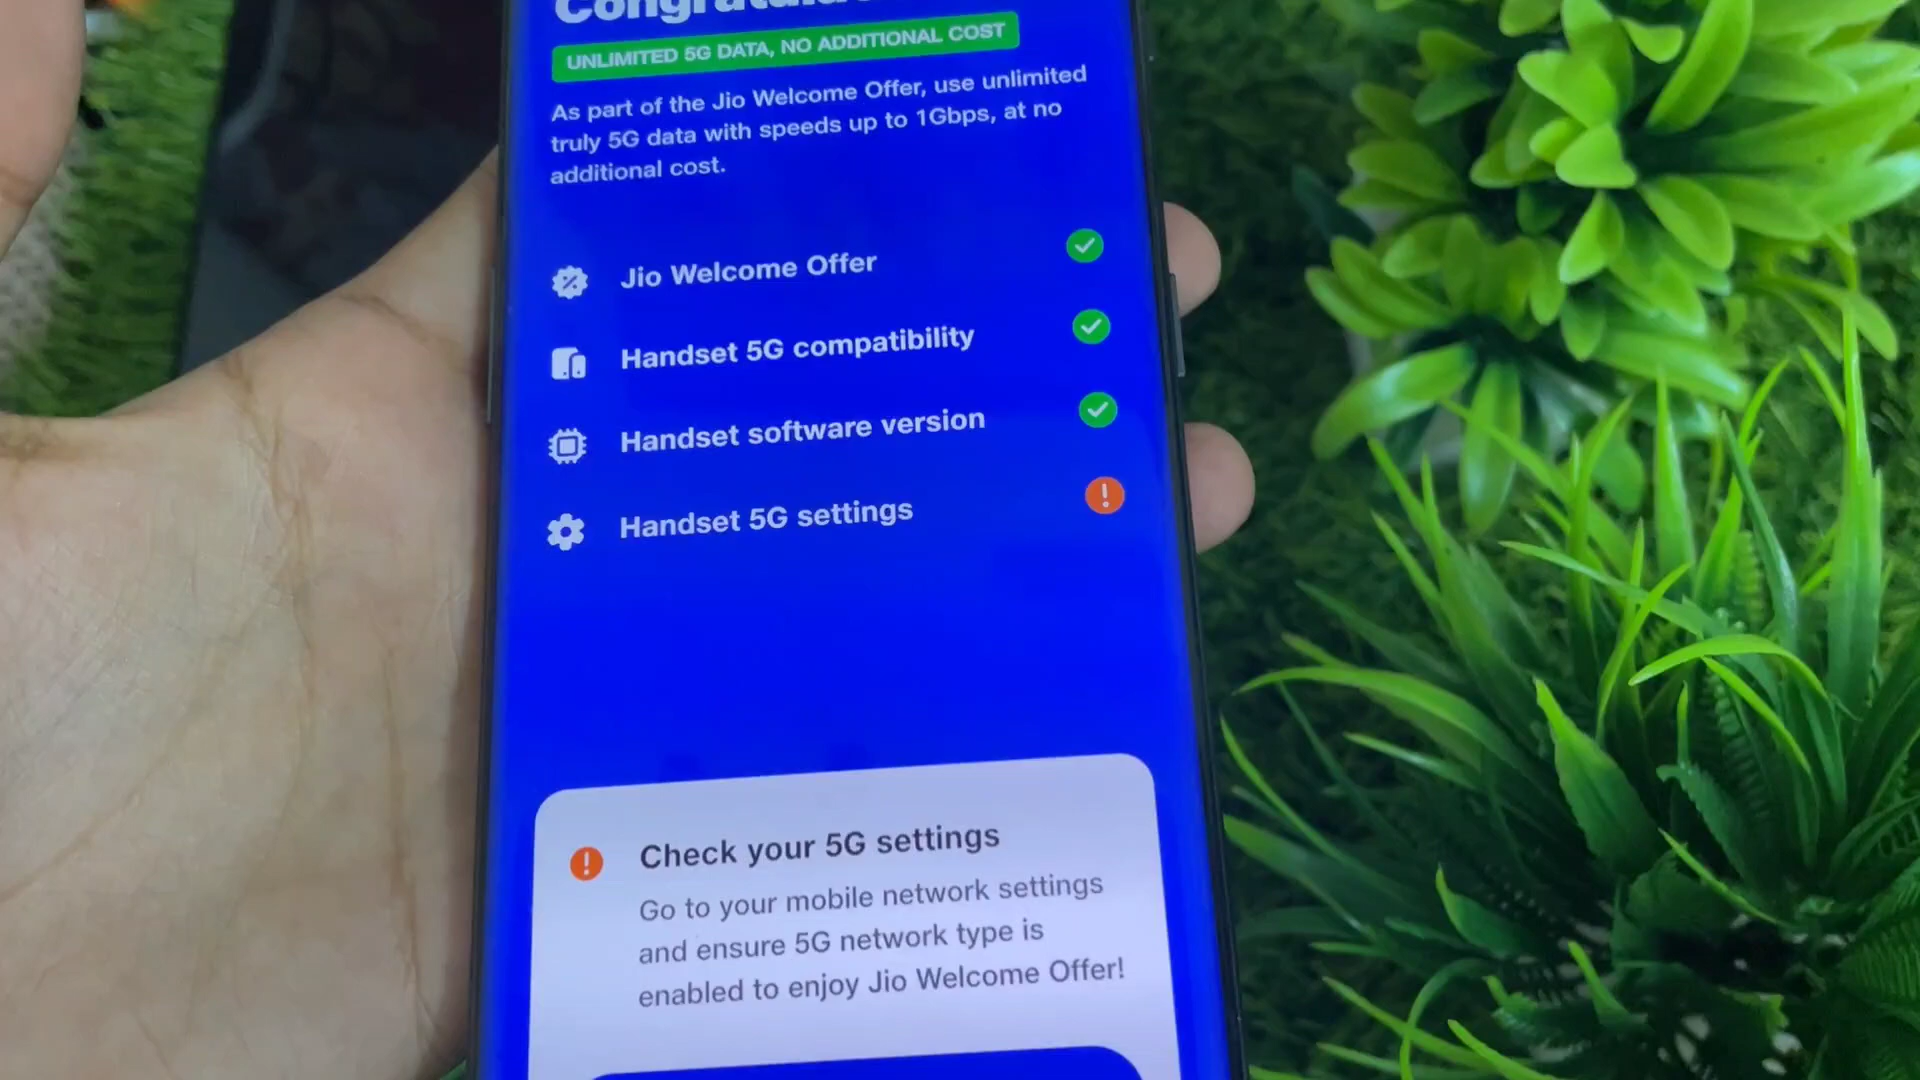 UNLIMITED 5G DATA, NO ADDITIONAL COST
As part of the Jio Welcome Offer, use unlimited
truly 5G data with speeds up to 1Gbps, at no
additional cost.
Jio Welcome Offer
Handset 5G compatibility
Handset software version
Handset 5G settings
Check your 5G settings
Go to your mobile network settings
and ensure 5G network type is
enabled to enjoy Jio Welcome Offer!